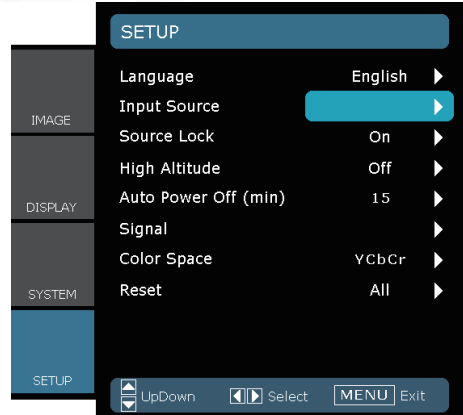 SETUP
IMAGE
DISPLAY
SYSTEM
SETUP
Language English
Input Source
Source Lock On
High Altitude Off
Auto Power Off (min) 15
Signal
Color Space YCbCr
Reset All
UpDown Select MENU Exit